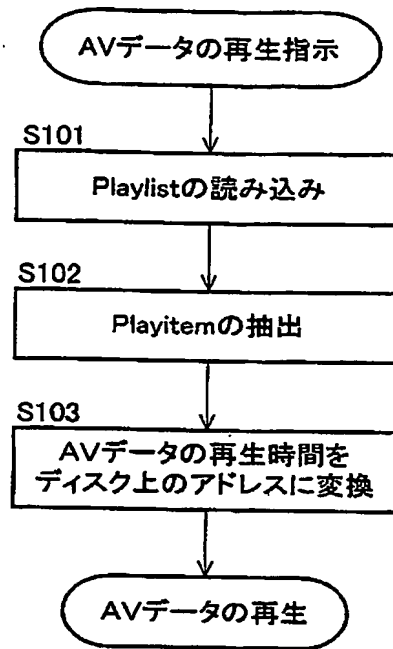 AVデータの再生指示
S101
Playlistの読み込み
S102
Playitemの抽出
S103
AVデータの再生時間を
ディスク上のアドレスに変換
AVデータの再生